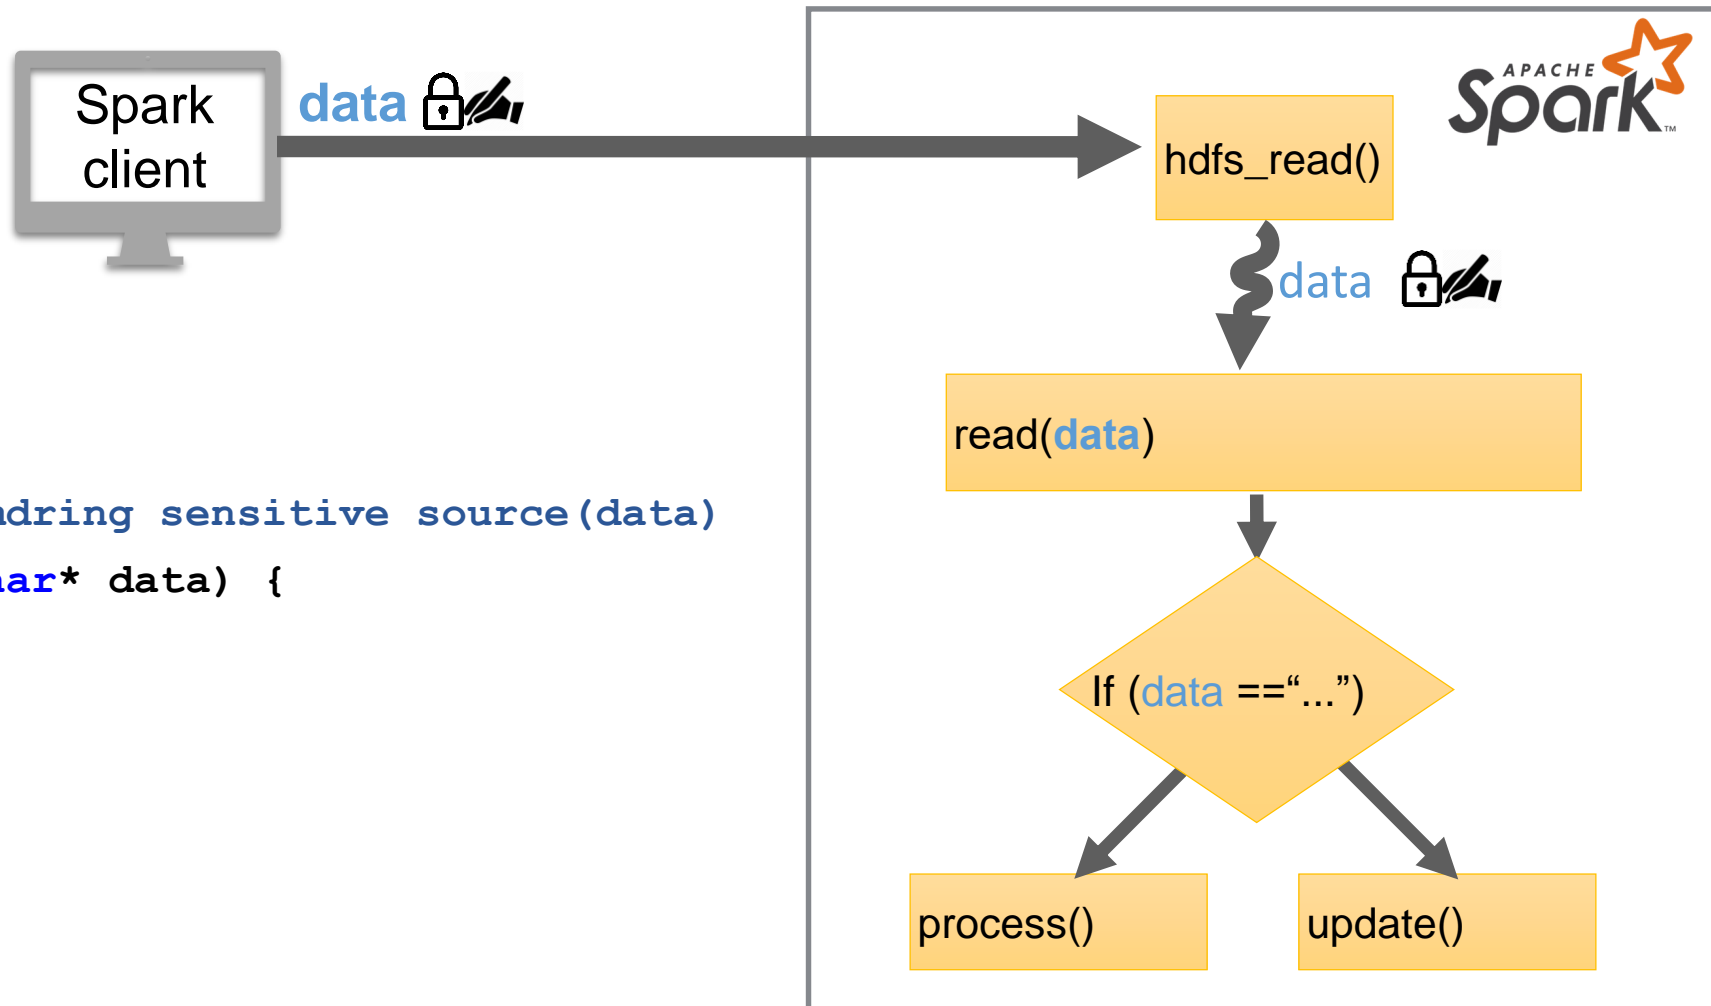 Spark
client
data
APACHE
Spark
TM
hdfs_read()
data
read(data)
dring sensitive source(data)
ar* data) {
If (data ==“...”)
process()
update()